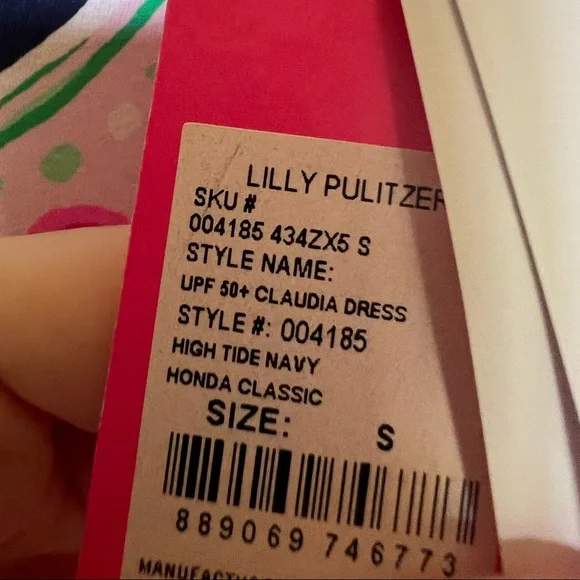 LILLY PULITZER
SKU #
004185 434ZX5 S
STYLE NAME:
UPF 50+ CLAUDIA DRESS
STYLE #: 004185
HIGH TIDE NAVY
HONDA CLASSIC
SIZE: S
889069 746773